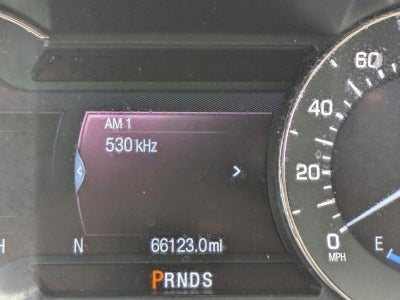 AM 1
530 kHz
< >
H N 66123.0mi
PRNDS
60
40
20
0
MPH
E